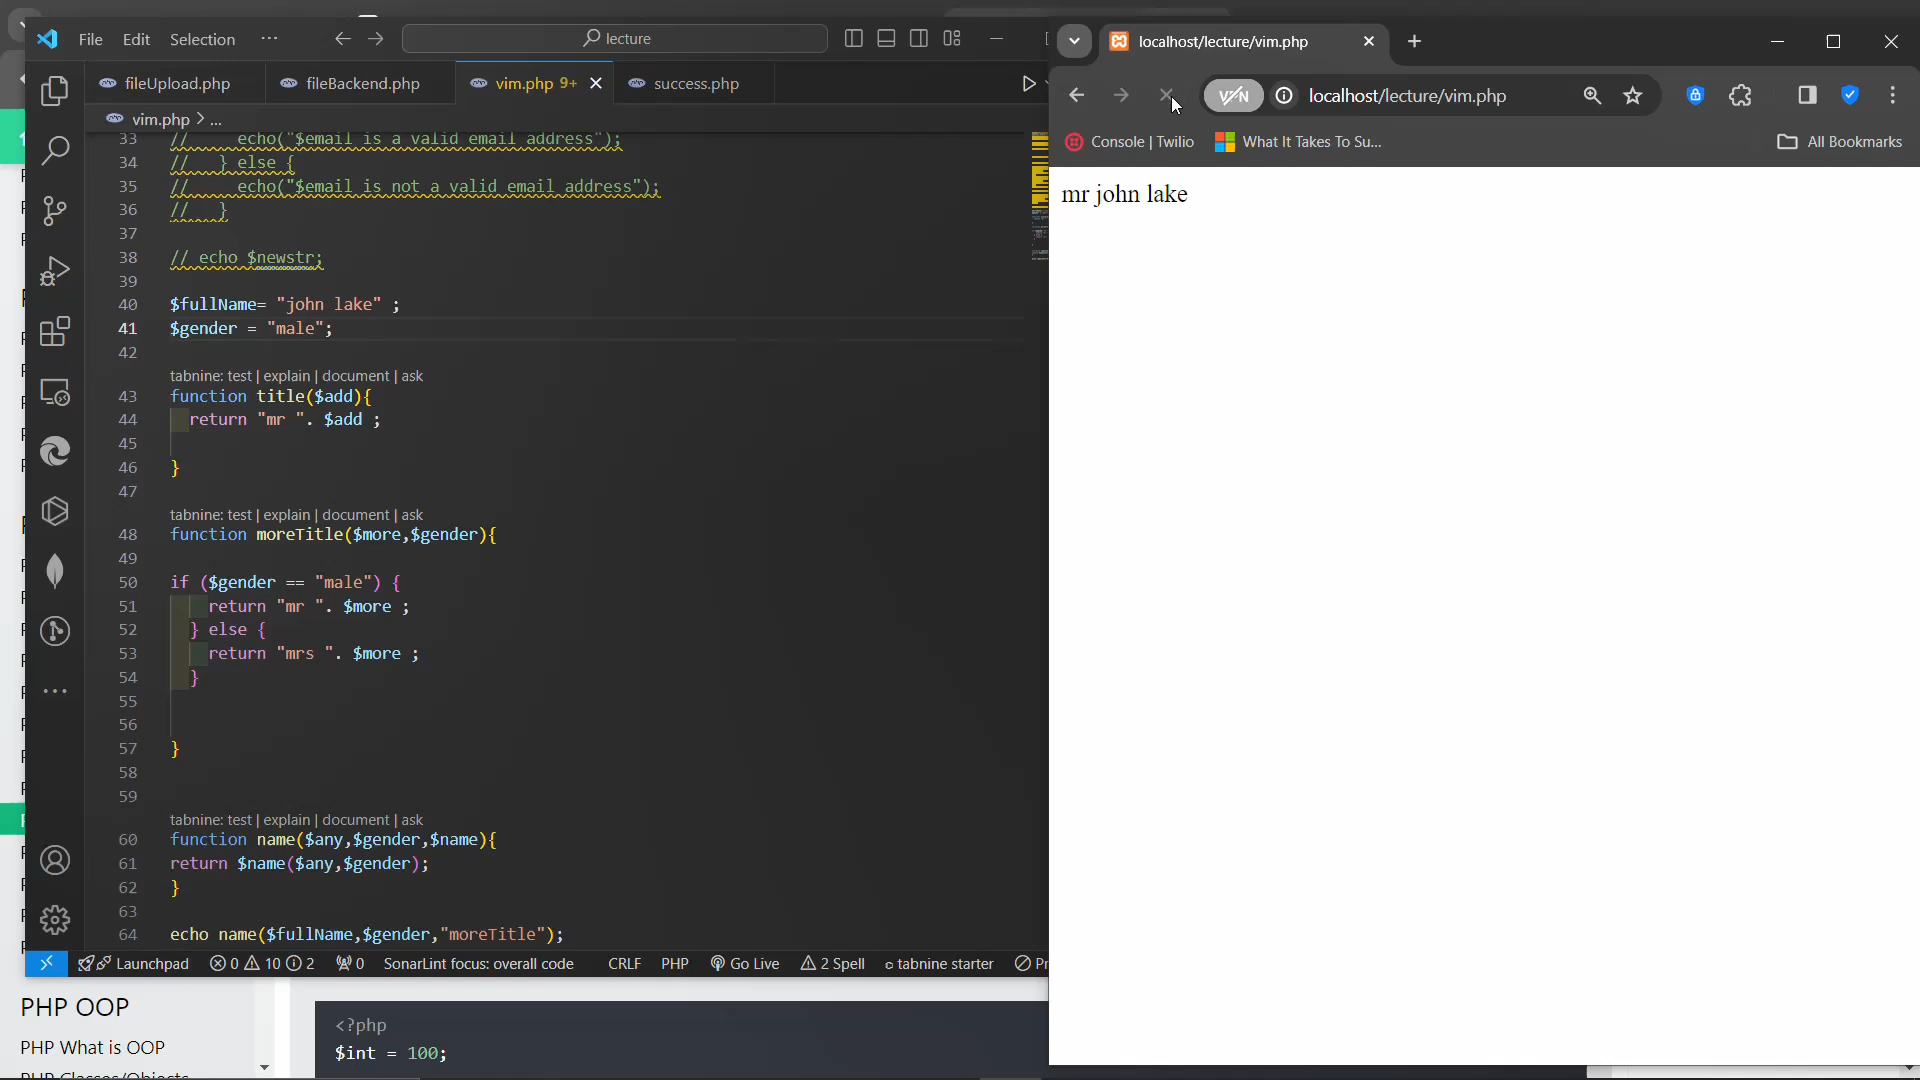 File Edit Selection ···
lecture
fileUpload.php
fileBackend.php
vim.php 9+
success.php
vim.php > ...
33 // echo("$email is a valid email address");
34 // } else {
35 // echo("$email is not a valid email address");
36 // }
37
38 // echo $newstr;
39
40 $fullName= "john lake" ;
41 $gender = "male";
42
tabnine: test | explain | document | ask
43 function title($add){
44 return "mr ". $add ;
45
46 }
47
tabnine: test | explain | document | ask
48 function moreTitle($more,$gender){
49
50 if ($gender == "male") {
51 return "mr ". $more ;
52 } else {
53 return "mrs ". $more ;
54 }
55
56
57 }
58
59
tabnine: test | explain | document | ask
60 function name($any,$gender,$name){
61 return $name($any,$gender);
62 }
63
64 echo name($fullName,$gender,"moreTitle");
Launchpad 0 10 2 0 SonarLint focus: overall code CRLF PHP Go Live 2 Spell tabnine starter
PHP OOP
PHP What is OOP
<?php
$int = 100;
localhost/lecture/vim.php
VPN localhost/lecture/vim.php
Console | Twilio
What It Takes To Su...
All Bookmarks
mr john lake